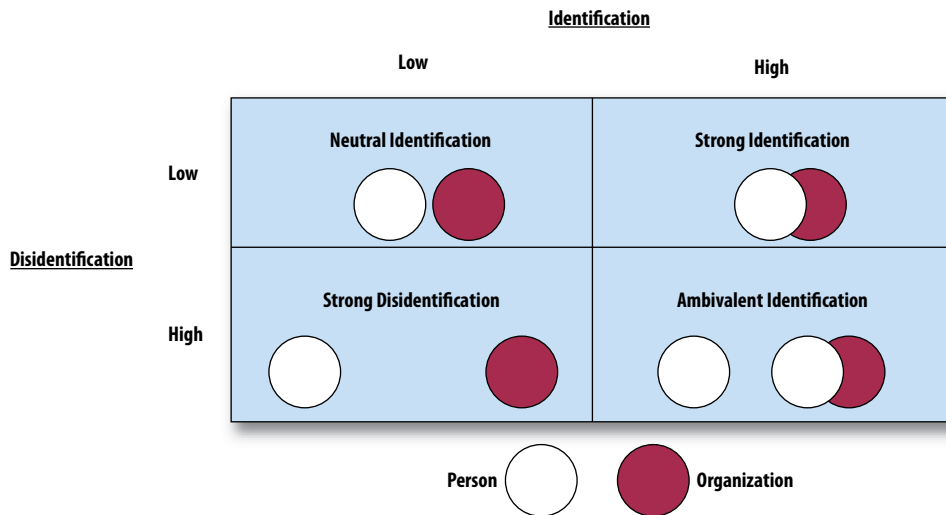 Identification
Low
High
Neutral Identification
Strong Identification
Low
Disidentification
Strong Disidentification
Ambivalent Identification
High
Person
Organization